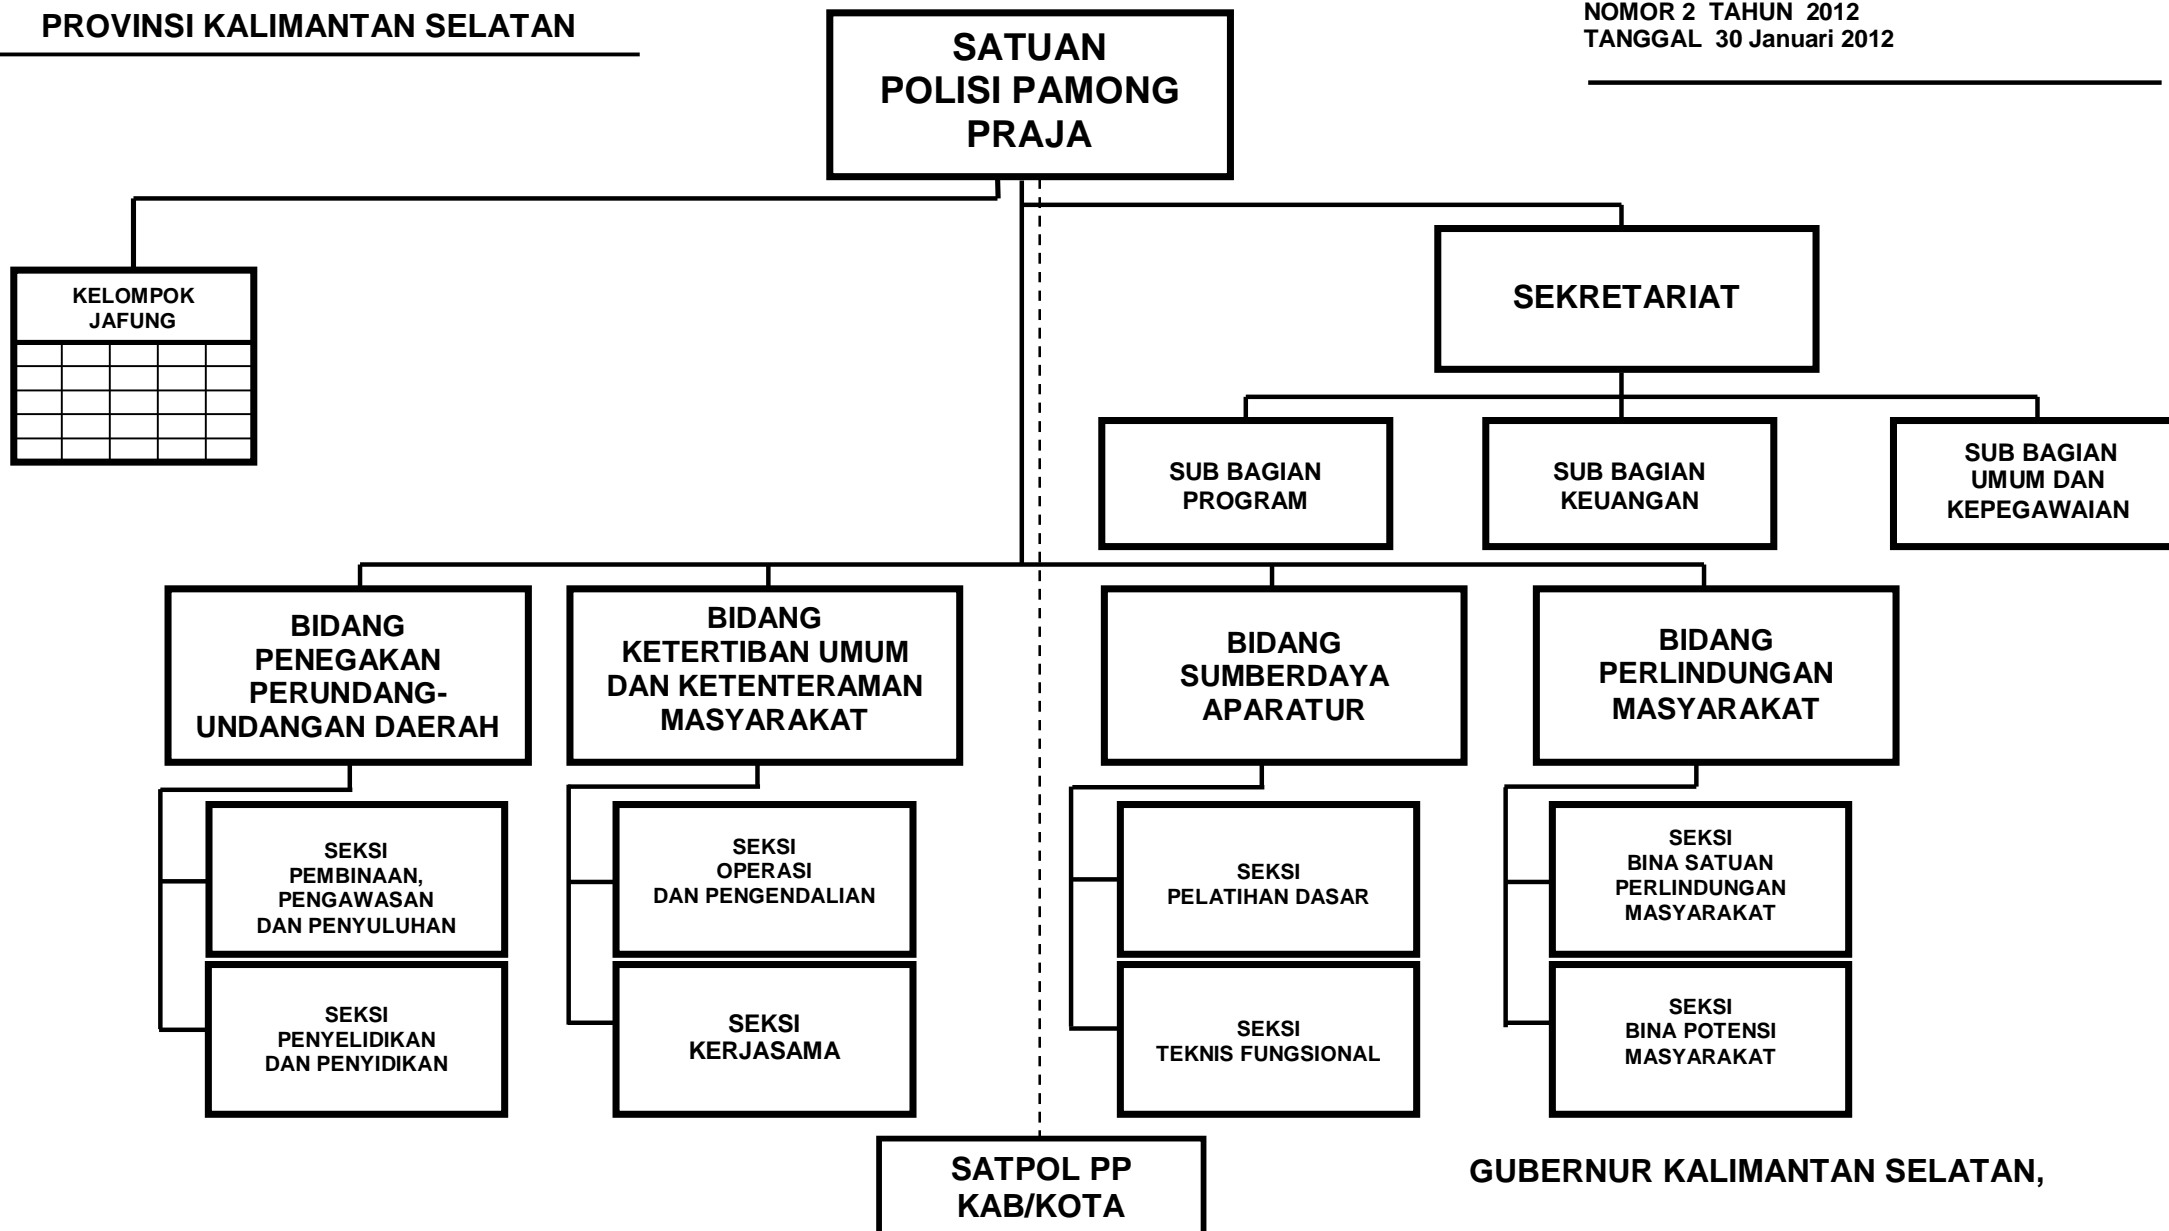 PROVINSI KALIMANTAN SELATAN
NOMOR 2 TAHUN 2012
TANGGAL 30 Januari 2012
SATUAN
POLISI PAMONG
PRAJA
KELOMPOK
JAFUNG
SEKRETARIAT
SUB BAGIAN
PROGRAM
SUB BAGIAN
KEUANGAN
SUB BAGIAN
UMUM DAN
KEPEGAWAIAN
BIDANG
PENEGAKAN
PERUNDANG-
UNDANGAN DAERAH
BIDANG
KETERTIBAN UMUM
DAN KETENTERAMAN
MASYARAKAT
BIDANG
SUMBERDAYA
APARATUR
BIDANG
PERLINDUNGAN
MASYARAKAT
SEKSI
PEMBINAAN,
PENGAWASAN
DAN PENYULUHAN
SEKSI
OPERASI
DAN PENGENDALIAN
SEKSI
PELATIHAN DASAR
SEKSI
BINA SATUAN
PERLINDUNGAN
MASYARAKAT
SEKSI
PENYELIDIKAN
DAN PENYIDIKAN
SEKSI
KERJASAMA
SEKSI
TEKNIS FUNGSIONAL
SEKSI
BINA POTENSI
MASYARAKAT
SATPOL PP
KAB/KOTA
GUBERNUR KALIMANTAN SELATAN,